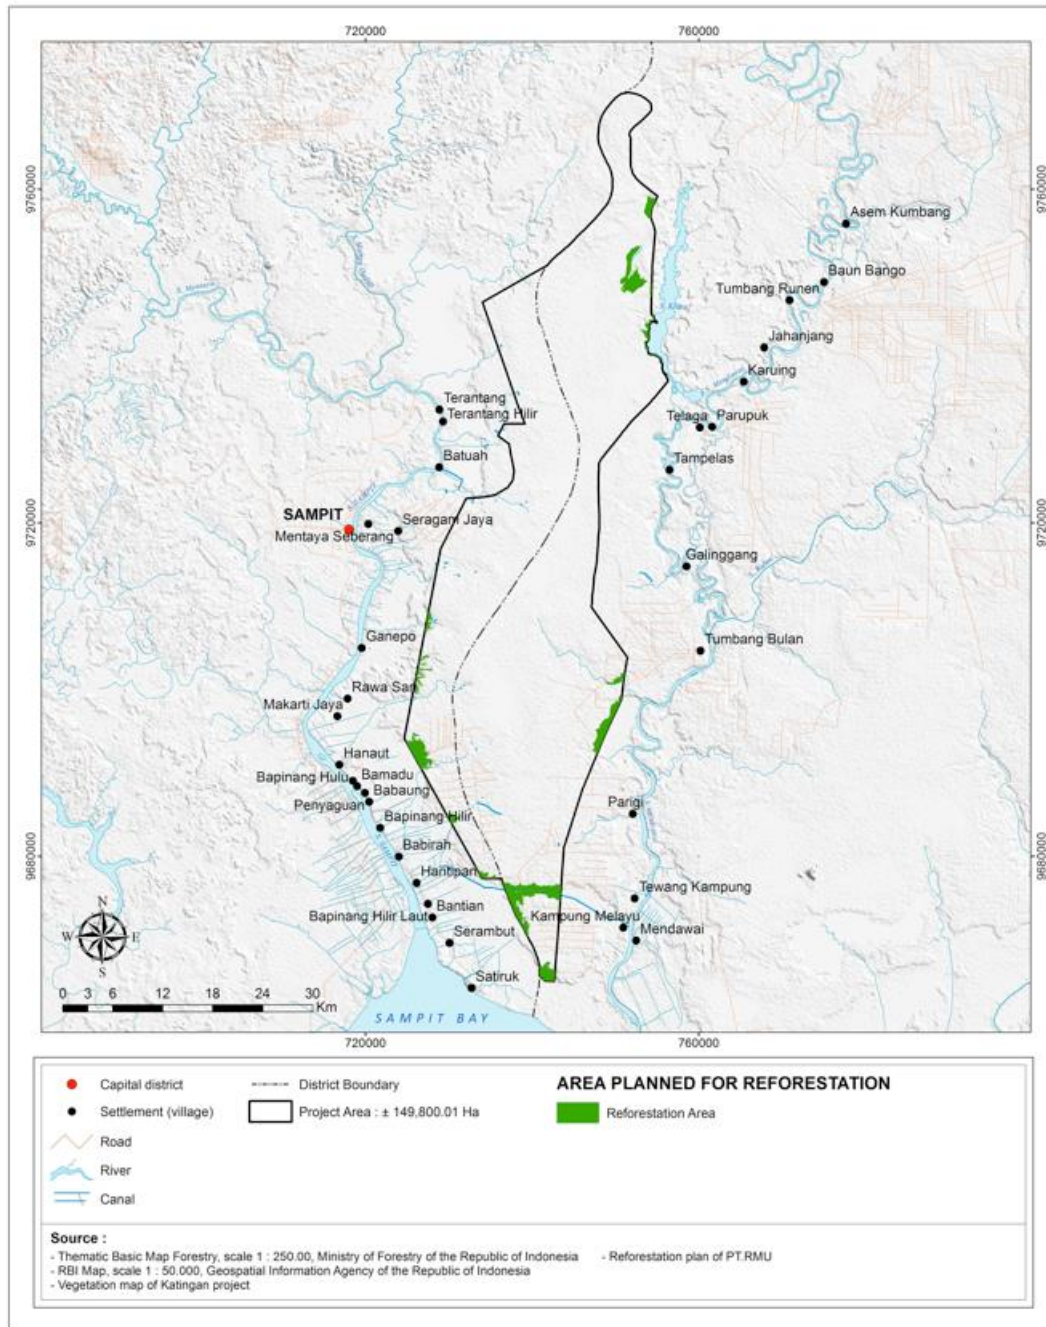 720000
760000
9760000
9760000
Asem Kumbang
Baun Bango
Tumbang Runen
Jahanjang
Karuing
Terantang
Terantang Hilir
Telaga
Parupuk
Batuah
Tampelas
SAMPIT
Seragam Jaya
Mentaya Seberang
9720000
9720000
Galinggang
Ganepo
Tumbang Bulan
Rawa Sari
Makarti Jaya
Hanaut
Bapinang Hulu
Bamadu
Babaung
Penyaguan
Parigi
Bapinang Hilir
Babirah
9680000
9680000
Hantipan
Tewang Kampung
Bantian
Bapinang Hilir Laut
Kampung Melayu
Serambut
Mendawai
N
W
E
S
Satiruk
0 3 6 12 18 24 30
Km
SAMPIT BAY
720000
760000
Capital district
District Boundary
AREA PLANNED FOR REFORESTATION
Settlement (village)
Project Area : ± 149,800.01 Ha
Reforestation Area
Road
River
Canal
Source :
- Thematic Basic Map Forestry, scale 1 : 250.00, Ministry of Forestry of the Republic of Indonesia
- Reforestation plan of PT.RMU
- RBI Map, scale 1 : 50.000, Geospatial Information Agency of the Republic of Indonesia
- Vegetation map of Katingan project